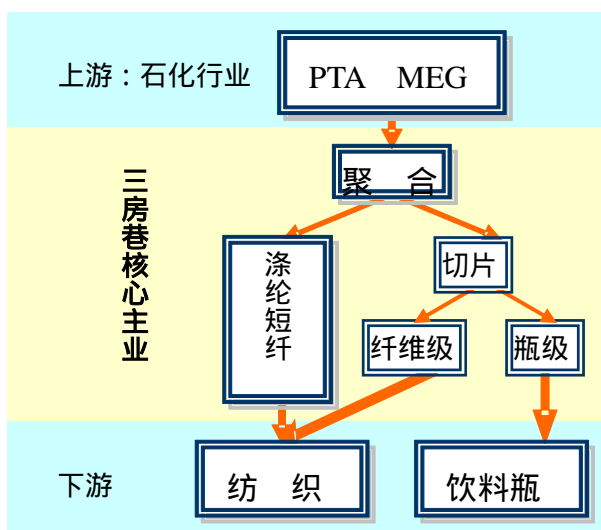 上游：石化行业
PTA MEG
聚 合
三房巷核心主业
涤纶短纤
切片
纤维级
瓶级
下游
纺 织
饮料瓶